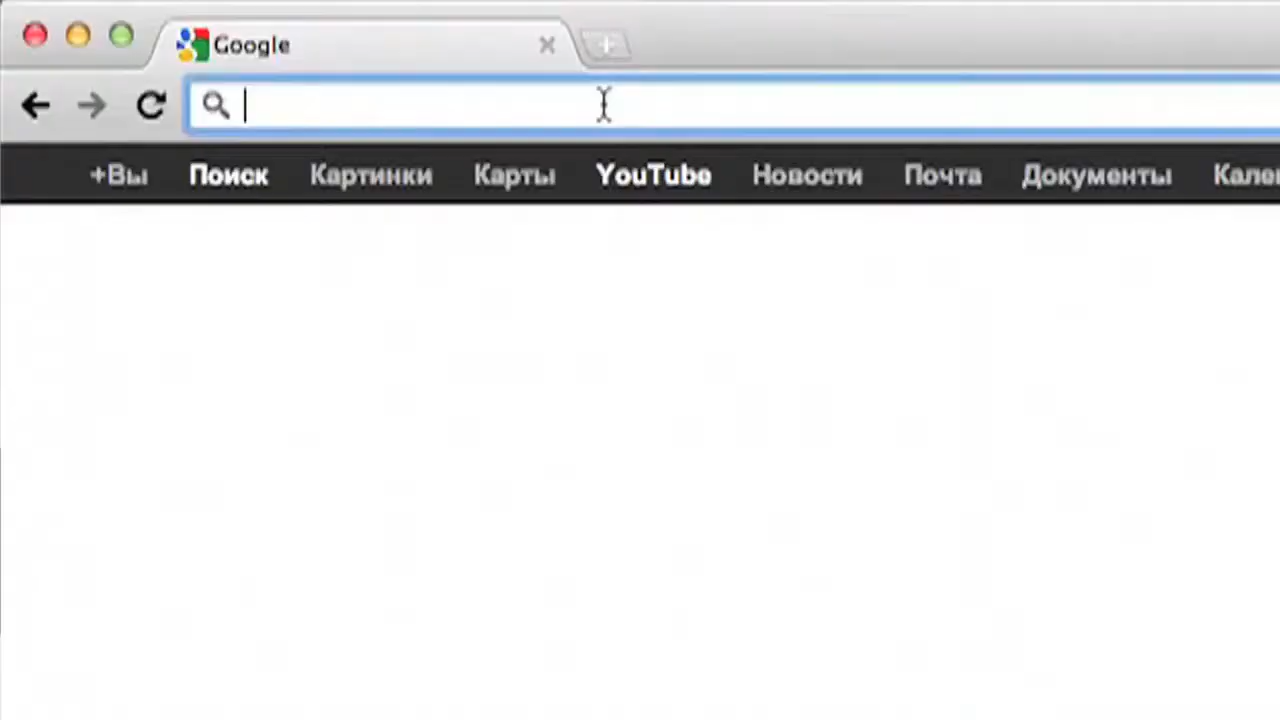 Google
+Вы Поиск Картинки Карты YouTube Новости Почта Документы